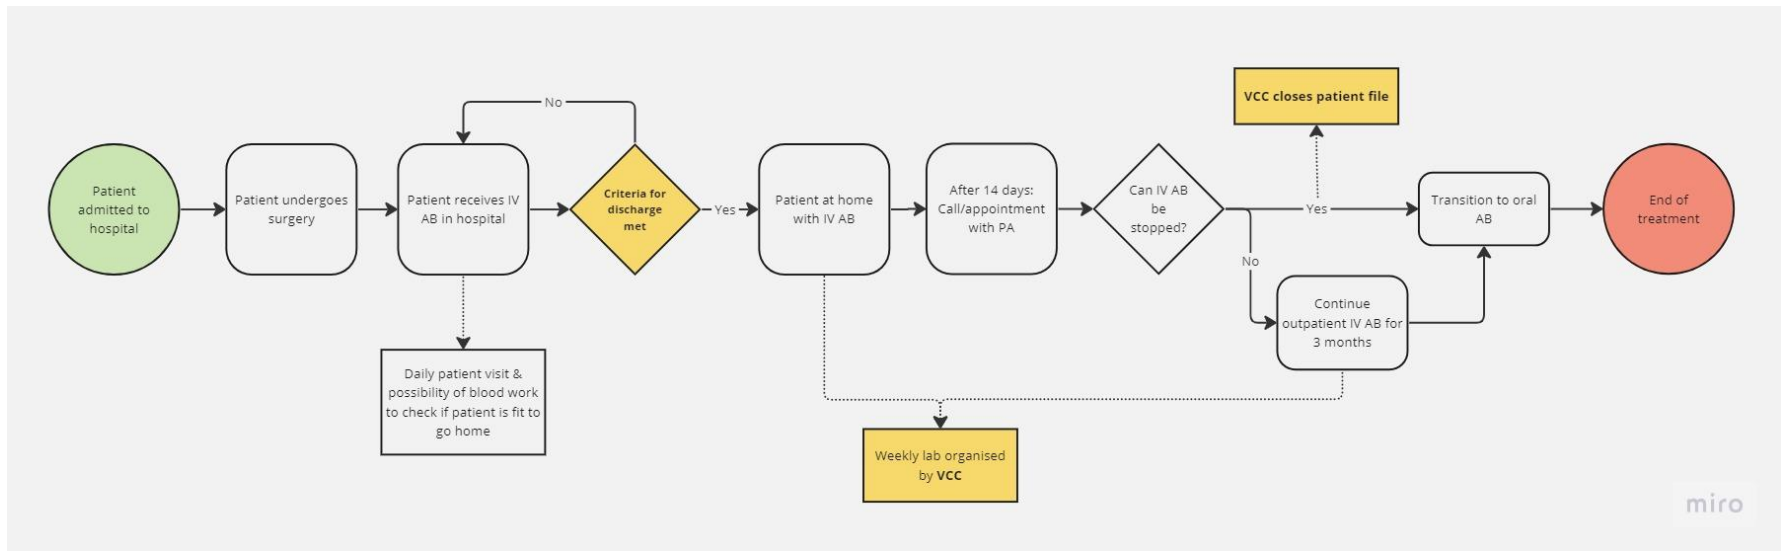 Patient
admitted to
hospital
Patient undergoes
surgery
No
Patient receives IV
AB in hospital
Daily patient visit &
possibility of blood work
to check if patient is fit to
go home
Criteria for
discharge
met
Yes
Patient at home
with IV AB
After 14 days:
Call/appointment
with PA
Weekly lab organised
by VCC
Can IV AB
be
stopped?
VCC closes patient file
Yes
No
Continue
outpatient IV AB for
3 months
Transition to oral
AB
End of
treatment
miro